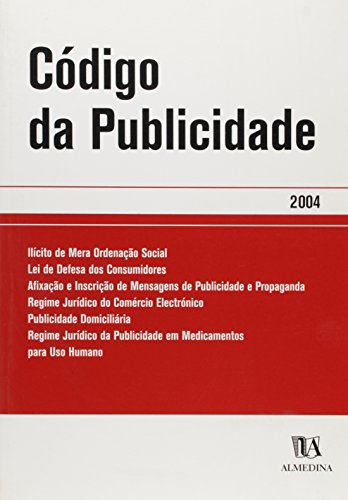 Código
da Publicidade
2004
Ilícito de Mera Ordenação Social
Lei de Defesa dos Consumidores
Afixação e Inscrição de Mensagens de Publicidade e Propaganda
Regime Jurídico do Comércio Electrónico
Publicidade Domiciliária
Regime Jurídico da Publicidade em Medicamentos
para Uso Humano
ALMEDINA